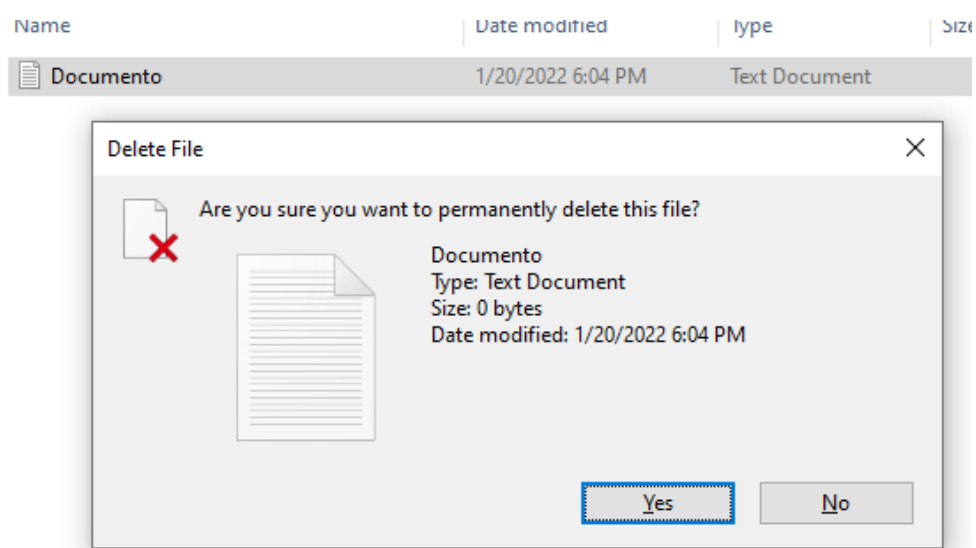 Name Date modified Type Size
Documento 1/20/2022 6:04 PM Text Document
Delete File
Are you sure you want to permanently delete this file?
Documento
Type: Text Document
Size: 0 bytes
Date modified: 1/20/2022 6:04 PM
Yes No